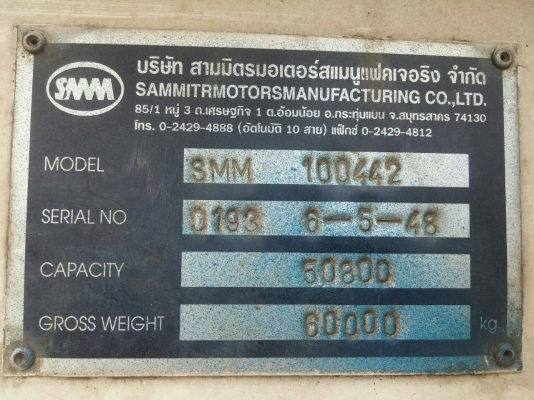 SMM
บริษัท สามมิตรมอเตอร์สแมนูแฟคเจอริง จำกัด
SAMMITRMOTORSMANUFACTURING CO.,LTD.
85/1 หมู่ 3 ถ.เศรษฐกิจ 1 ต.อ้อมน้อย อ.กระทุ่มแบน จ.สมุทรสาคร 74130
โทร. 0-2429-4888 (อัตโนมัติ 10 สาย) แฟ็กซ์ 0-2429-4812
MODEL SMM 100442
SERIAL NO 0193 6-5-48
CAPACITY 50800
GROSS WEIGHT 60000 kg.